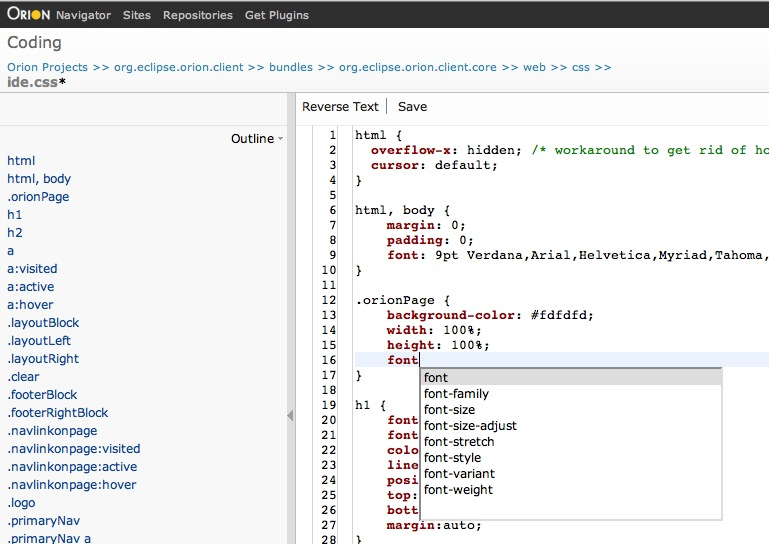 ORION Navigator Sites Repositories Get Plugins
Coding
Orion Projects >> org.eclipse.orion.client >> bundles >> org.eclipse.orion.client.core >> web >> css >>
ide.css*
Outline
html
html, body
.orionPage
h1
h2
a
a:visited
a:active
a:hover
.layoutBlock
.layoutLeft
.layoutRight
.clear
.footerBlock
.footerRightBlock
.navlinkonpage
.navlinkonpage:visited
.navlinkonpage:active
.navlinkonpage:hover
.logo
.primaryNav
.primaryNav a
Reverse Text | Save
1 html {
2 overflow-x: hidden; /* workaround to get rid of ho
3 cursor: default;
4 }
5
6 html, body {
7 margin: 0;
8 padding: 0;
9 font: 9pt Verdana,Arial,Helvetica,Myriad,Tahoma,
10 }
11
12 .orionPage {
13 background-color: #fdfdfd;
14 width: 100%;
15 height: 100%;
16 font
17 }
18
19 h1 {
20 font
21 font
22 colo
23 line
24 posi
25 top:
26 bott
27 margin:auto;
28 }
font
font-family
font-size
font-size-adjust
font-stretch
font-style
font-variant
font-weight